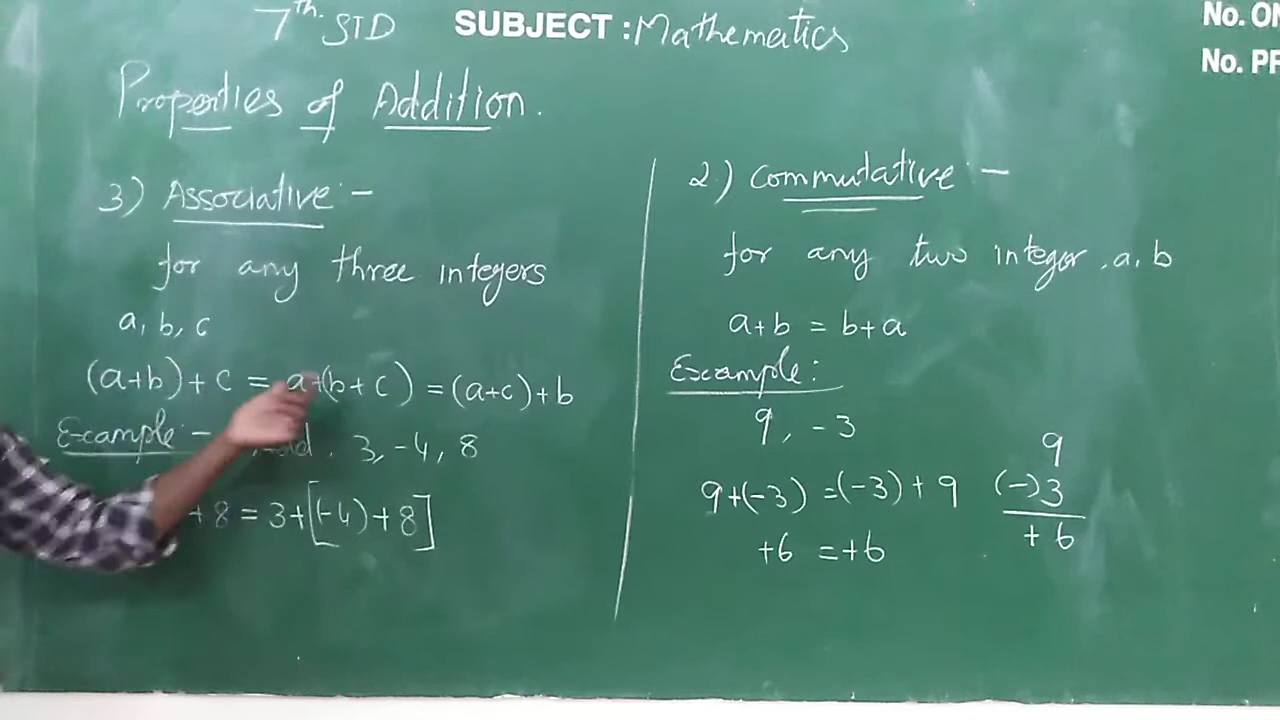 7th. STD SUBJECT : Mathematics
No. ON
No. PR
Properties of Addition.
3) Associative :-
for any three integers
a, b, c
(a+b)+c = a+(b+c) = (a+c)+b
Example :- 3, -4, 8
+8 = 3+[(-4)+8]
2.) Commutative -
for any two integer, a, b
a+b = b+a
Example :
9, -3
9+(-3) = (-3)+9
+6 = +6
9
(-)3
+6